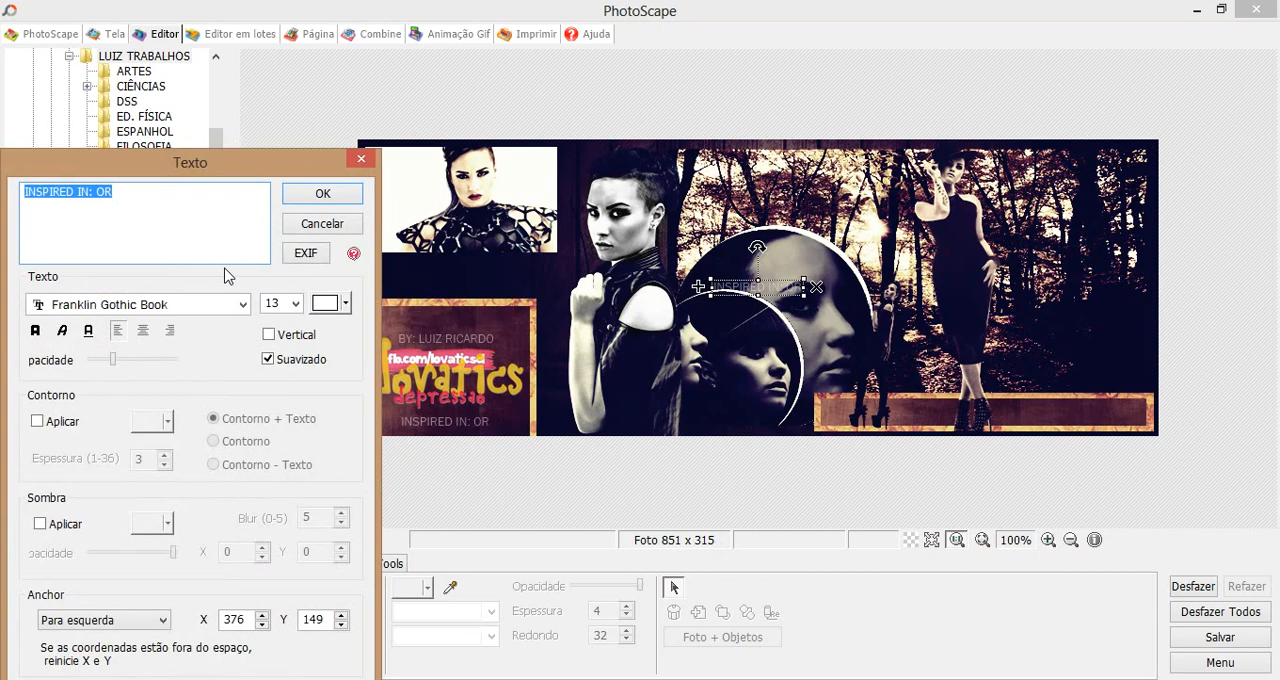 PhotoScape
PhotoScape
Tela
Editor
Editor em lotes
Página
Combine
Animação Gif
Imprimir
Ajuda
LUIZ TRABALHOS
ARTES
CIÊNCIAS
DSS
ED. FÍSICA
ESPANHOL
FILOSOFIA
Texto
INSPIRED IN: OR
OK
Cancelar
EXIF
Texto
Franklin Gothic Book
13
Vertical
pacidade
Suavizado
Contorno
Aplicar
Contorno + Texto
Contorno
Espessura (1-36)
3
Contorno - Texto
Sombra
Aplicar
Blur (0-5)
5
pacidade
X
0
Y
0
Anchor
Para esquerda
X
376
Y
149
Se as coordenadas estão fora do espaço,
reinicie X e Y
INSPIRED IN: OR
BY: LUIZ RICARDO
fb.com/lovaticsd
lovatics
depressão
INSPIRED IN: OR
Foto 851 x 315
100%
ools
Opacidade
Espessura
4
Redondo
32
Foto + Objetos
Desfazer
Refazer
Desfazer Todos
Salvar
Menu